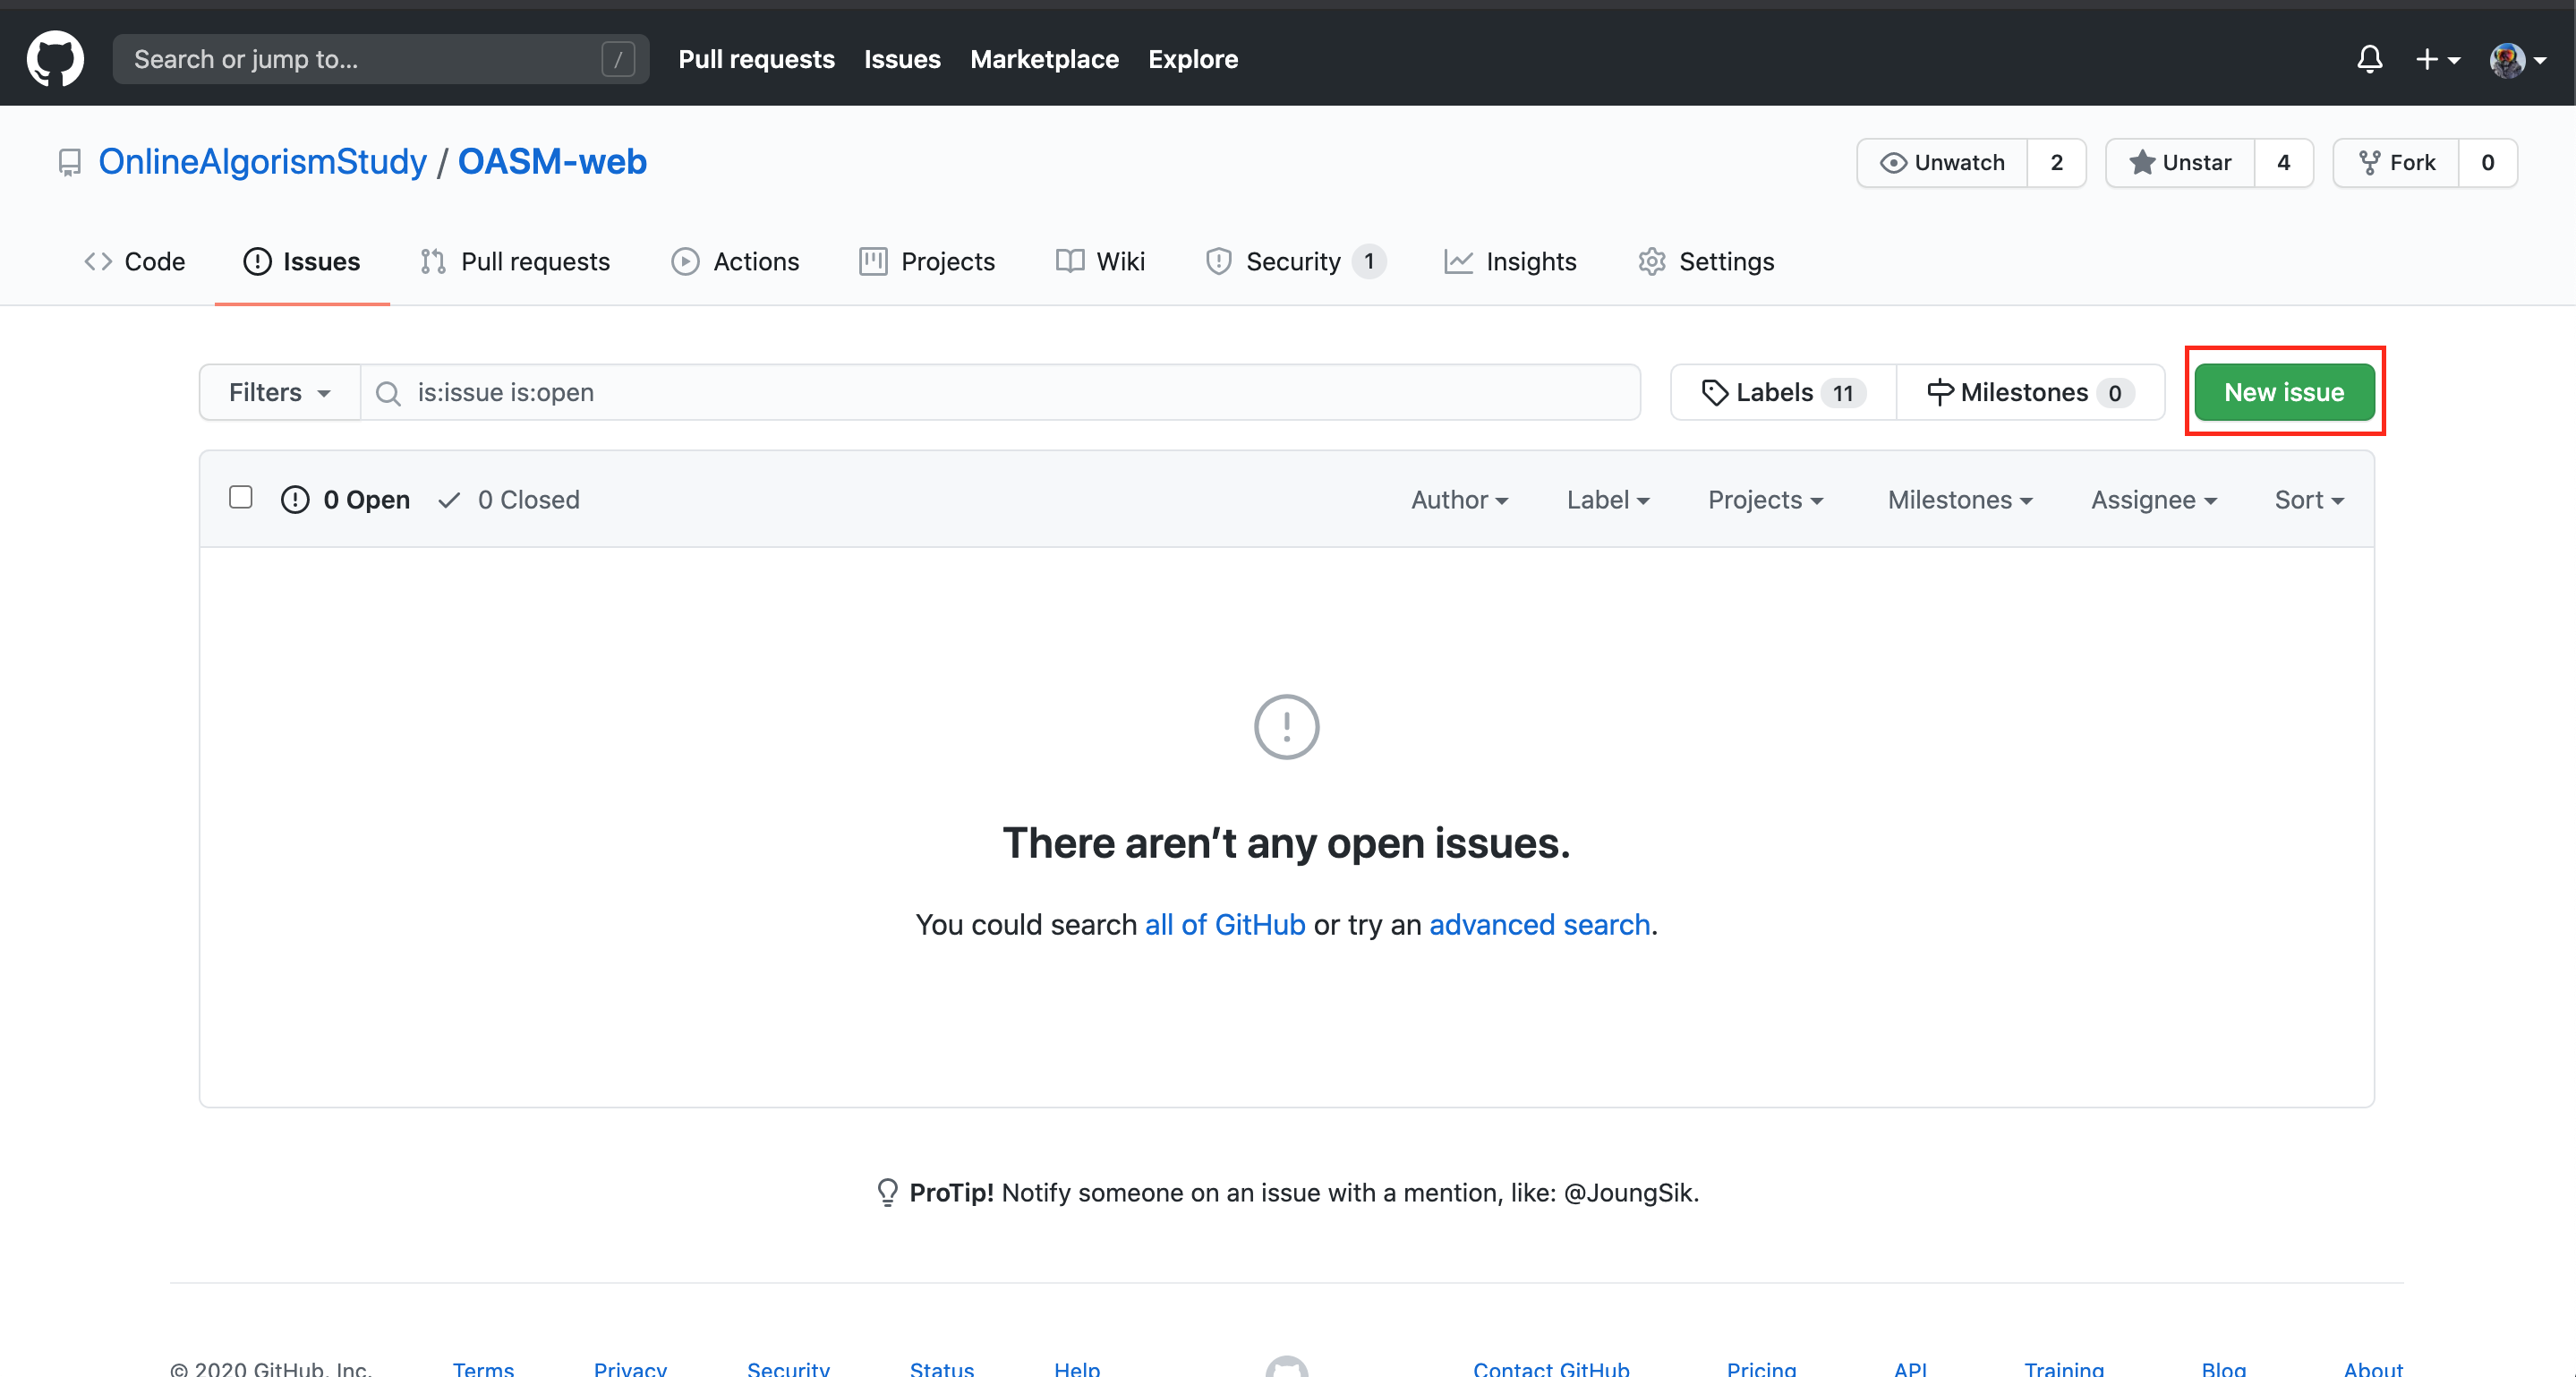 Search or jump to... / Pull requests Issues Marketplace Explore
OnlineAlgorismStudy / OASM-web Unwatch 2 Unstar 4 Fork 0
Code Issues Pull requests Actions Projects Wiki Security 1 Insights Settings
Filters is:issue is:open Labels 11 Milestones 0 New issue
0 Open 0 Closed Author Label Projects Milestones Assignee Sort
There aren’t any open issues.
You could search all of GitHub or try an advanced search.
ProTip! Notify someone on an issue with a mention, like: @JoungSik.
© 2020 GitHub, Inc. Terms Privacy Security Status Help Contact GitHub Pricing API Training Blog About